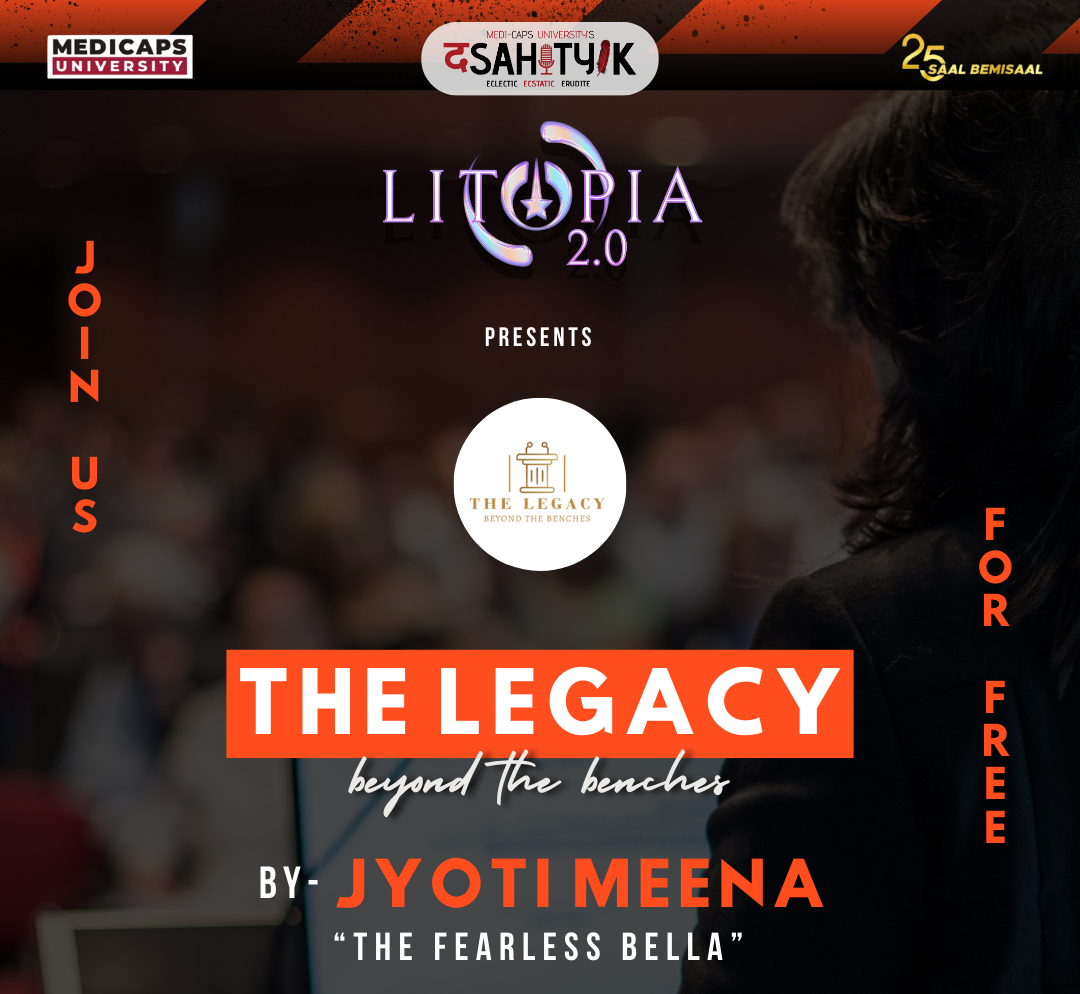 MEDICAPS
UNIVERSITY
MEDI-CAPS UNIVERSITY'S
दSAHITYIK
ECLECTIC ECSTATIC ERUDITE
25
SAAL BEMISAAL
LITOPIA
2.0
JOIN US
PRESENTS
THE LEGACY
BEYOND THE BENCHES
FOR FREE
THE LEGACY
beyond the benches
BY- JYOTI MEENA
“THE FEARLESS BELLA”